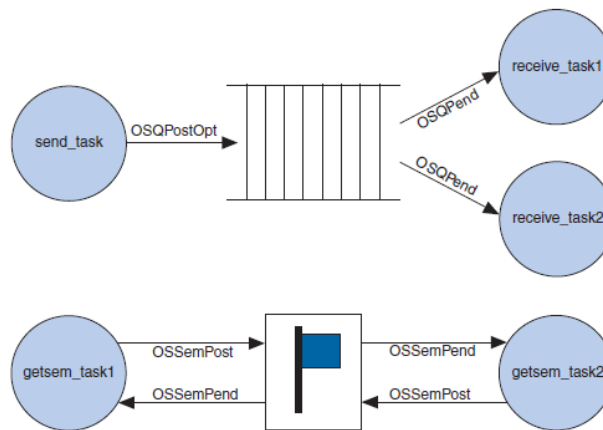 receive_task1
OSQPend
OSQPostOpt
send_task
OSQPend
receive_task2
OSSemPost
OSSemPend
getsem_task1
getsem_task2
OSSemPend
OSSemPost